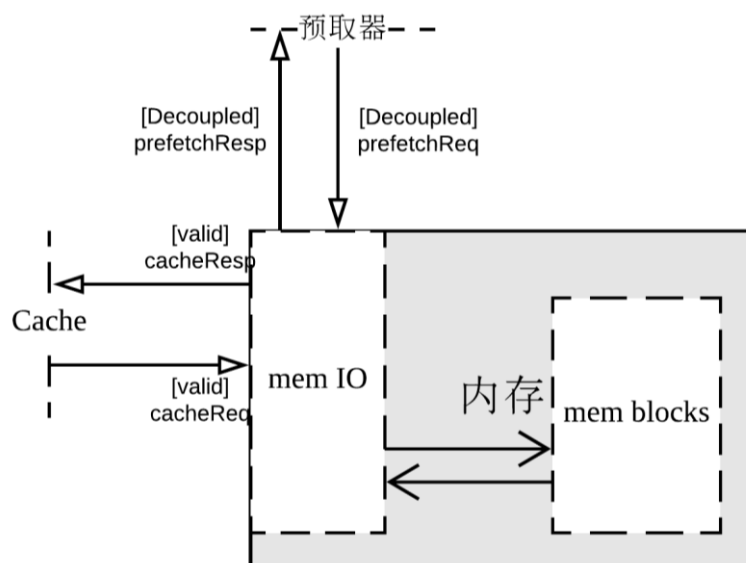 预取器
[Decoupled]
prefetchResp
[Decoupled]
prefetchReq
[valid]
cacheResp
Cache
[valid]
cacheReq
mem IO
内存
mem blocks